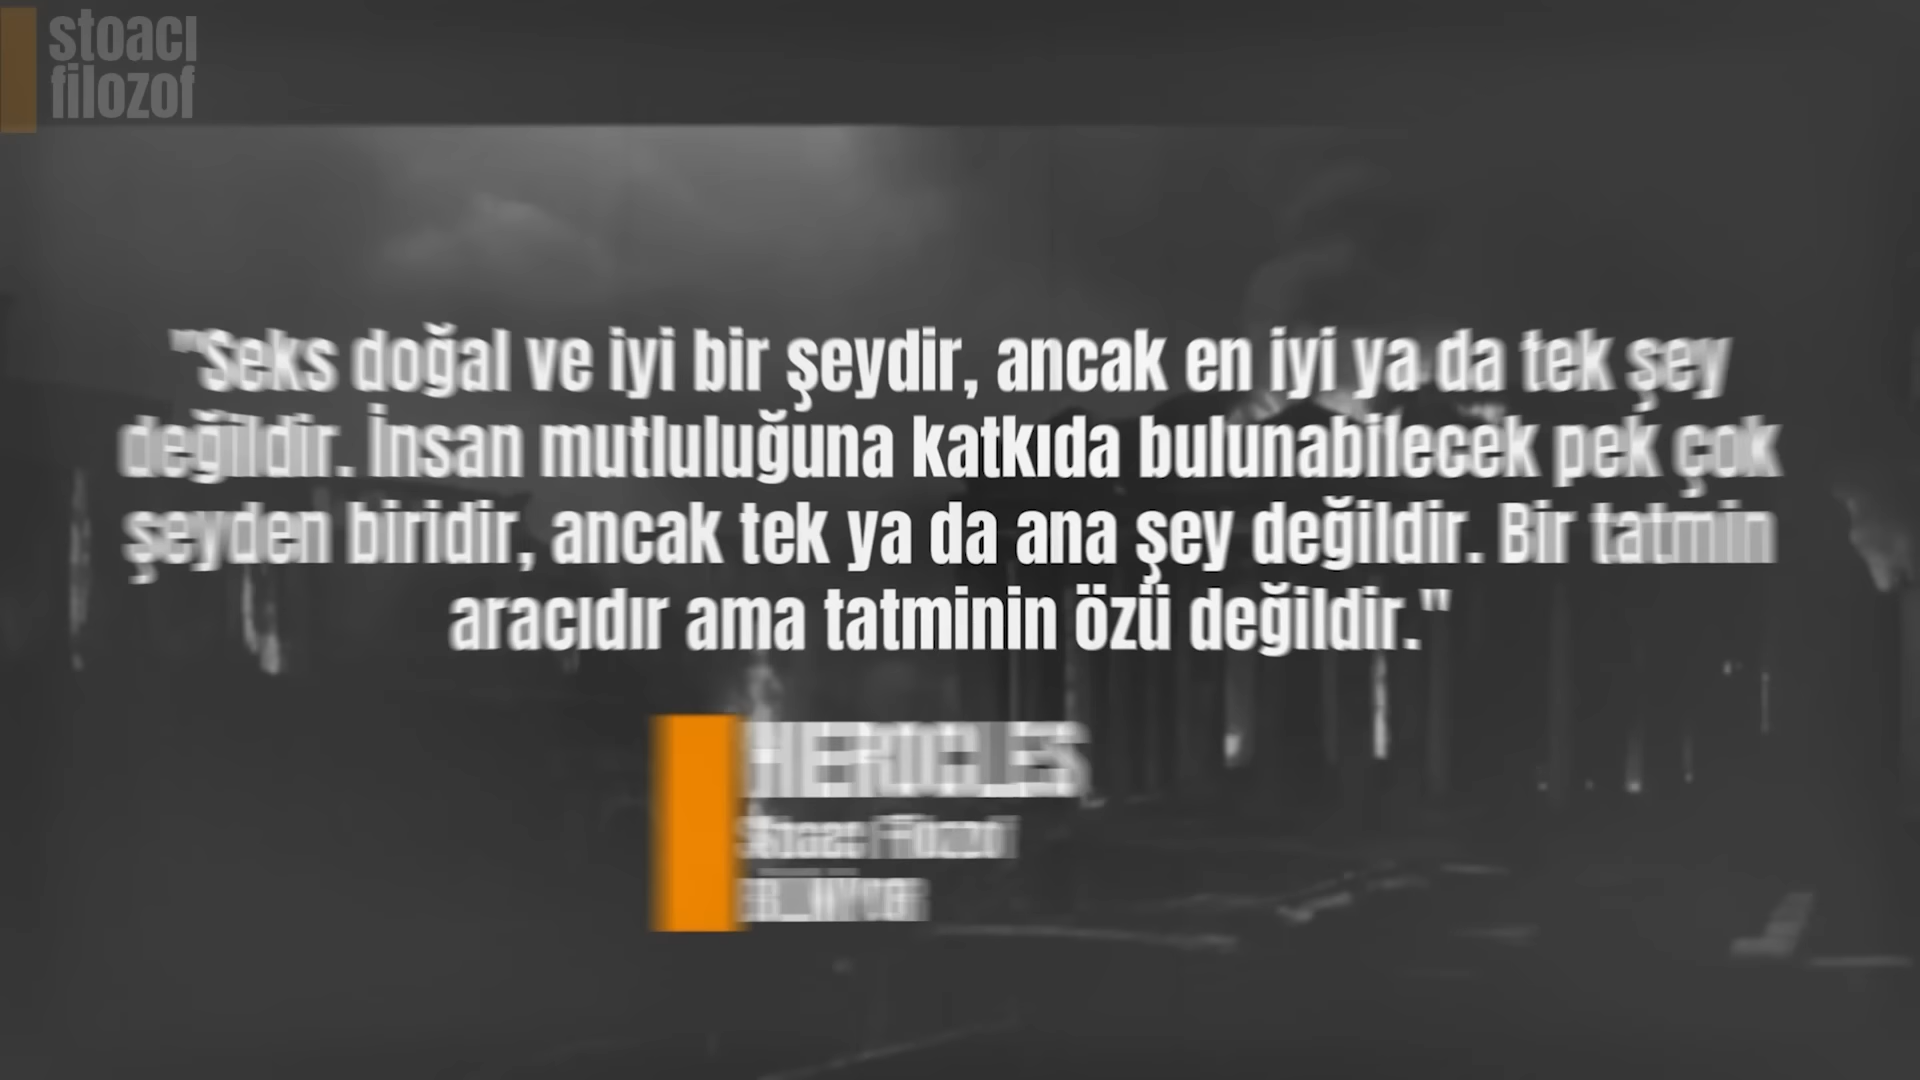 stoacı
filozof
"Seks doğal ve iyi bir şeydir, ancak en iyi ya da tek şey
değildir. İnsan mutluluğuna katkıda bulunabilecek pek çok
şeyden biridir, ancak tek ya da ana şey değildir. Bir tatmin
aracıdır ama tatminin özü değildir."
HEROCLES
Stoacı Filozof